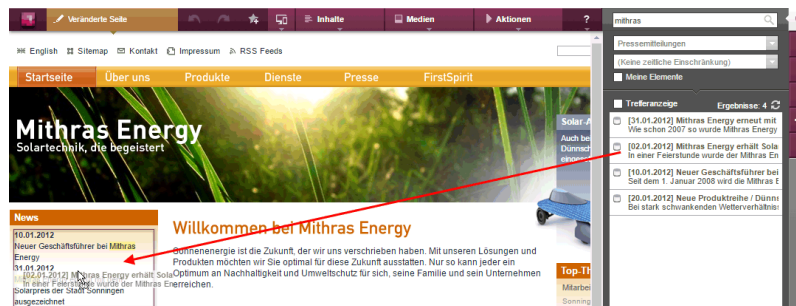 Veränderte Seite
Inhalte
Medien
Aktionen
?
mithras
English
Sitemap
Kontakt
Impressum
RSS Feeds
Pressemitteilungen
(Keine zeitliche Einschränkung)
Meine Elemente
Startseite
Über uns
Produkte
Dienste
Presse
FirstSpirit
Trefferanzeige
Ergebnisse: 4
[31.01.2012] Mithras Energy erneut mit
Wie schon 2007 so wurde Mithras Energy
[02.01.2012] Mithras Energy erhält Sola
In einer Feierstunde wurde der Mithras En
[10.01.2012] Neuer Geschäftsführer bei
Seit dem 1. Januar 2008 wird die Mithras E
[20.01.2012] Neue Produktreihe / Dünns
Bei stark schwankenden Wetterverhältniss
Mithras Energy
Solartechnik, die begeistert
Solar-A
Auch be
Dünnsch
News
10.01.2012
Neuer Geschäftsführer bei Mithras
Energy
31.01.2012
[02.01.2012] Mithras Energy erhält Sola
In einer Feierstunde wurde der Mithras En
Solarpreis der Stadt Sonningen
ausgezeichnet
Willkommen bei Mithras Energy
Sonnenenergie ist die Zukunft, der wir uns verschrieben haben. Mit unseren Lösungen und
Produkten möchten wir Sie optimal für diese Zukunft ausstatten. Nur so kann jeder ein
Optimum an Nachhaltigkeit und Umweltschutz für sich, seine Familie und sein Unternehmen
erreichen.
Top-Th
Mitarbei
Sonning